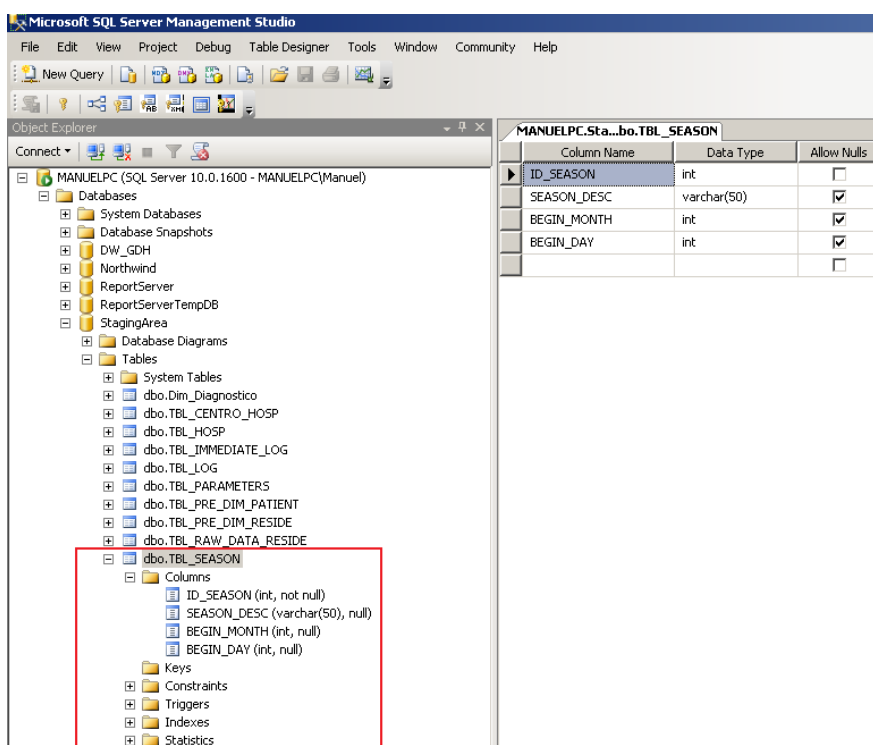 Microsoft SQL Server Management Studio
File Edit View Project Debug Table Designer Tools Window Community Help
New Query
Object Explorer
Connect
MANUELPC (SQL Server 10.0.1600 - MANUELPC\Manuel)
Databases
System Databases
Database Snapshots
DW_GDH
Northwind
ReportServer
ReportServerTempDB
StagingArea
Database Diagrams
Tables
System Tables
dbo.Dim_Diagnostico
dbo.TBL_CENTRO_HOSP
dbo.TBL_HOSP
dbo.TBL_IMMEDIATE_LOG
dbo.TBL_LOG
dbo.TBL_PARAMETERS
dbo.TBL_PRE_DIM_PATIENT
dbo.TBL_PRE_DIM_RESIDE
dbo.TBL_RAW_DATA_RESIDE
dbo.TBL_SEASON
Columns
ID_SEASON (int, not null)
SEASON_DESC (varchar(50), null)
BEGIN_MONTH (int, null)
BEGIN_DAY (int, null)
Keys
Constraints
Triggers
Indexes
Statistics
MANUELPC.Sta...bo.TBL_SEASON
Column Name Data Type Allow Nulls
ID_SEASON int
SEASON_DESC varchar(50)
BEGIN_MONTH int
BEGIN_DAY int